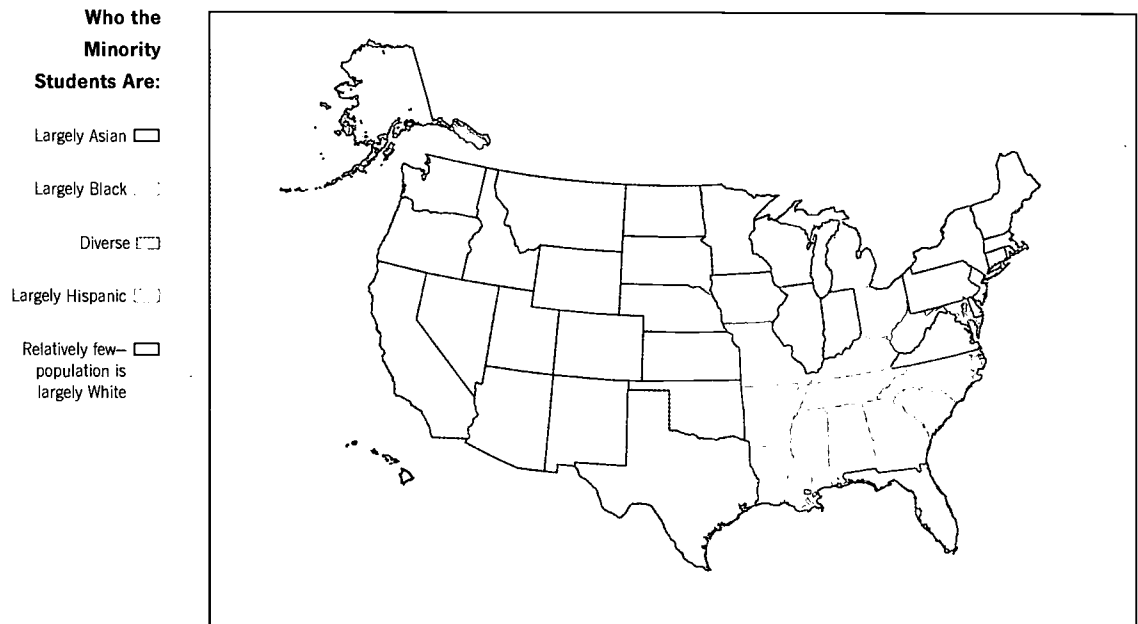 Who the
Minority
Students Are:
Largely Asian
Largely Black
Diverse
Largely Hispanic
Relatively few–
population is
largely White